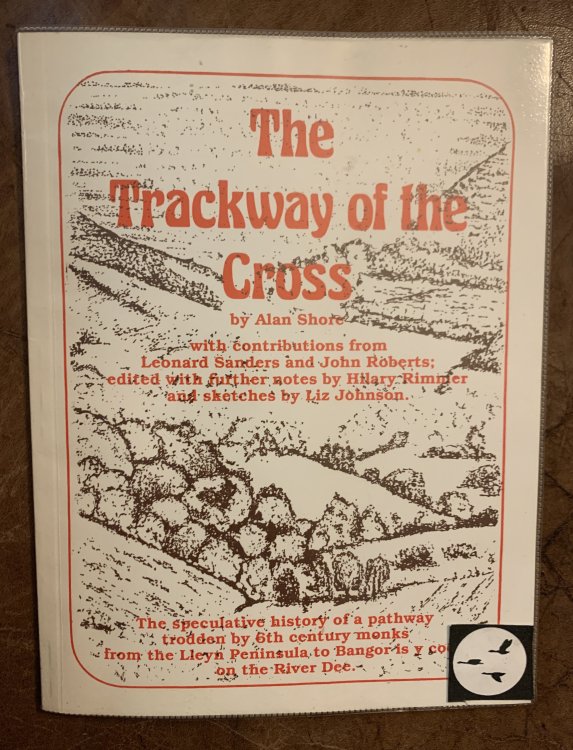 The
Trackway of the
Cross
by Alan Shore
with contributions from
Leonard Sanders and John Roberts;
edited with further notes by Hilary Rimmer
and sketches by Liz Johnson.
The speculative history of a pathway
trodden by 6th century monks
from the Lleyn Peninsula to Bangor is y
on the River Dee.